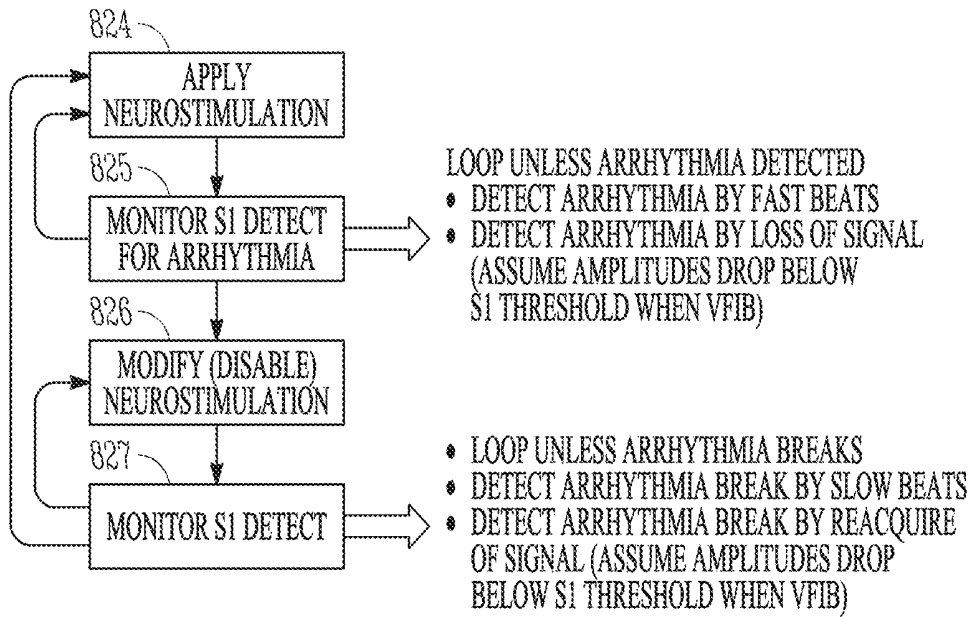 824
APPLY
NEUROSTIMULATION
825
MONITOR S1 DETECT
FOR ARRHYTHMIA
LOOP UNLESS ARRHYTHMIA DETECTED
• DETECT ARRHYTHMIA BY FAST BEATS
• DETECT ARRHYTHMIA BY LOSS OF SIGNAL
(ASSUME AMPLITUDES DROP BELOW
S1 THRESHOLD WHEN VFIB)
826
MODIFY (DISABLE)
NEUROSTIMULATION
827
MONITOR S1 DETECT
• LOOP UNLESS ARRHYTHMIA BREAKS
• DETECT ARRHYTHMIA BREAK BY SLOW BEATS
• DETECT ARRHYTHMIA BREAK BY REACQUIRE
OF SIGNAL (ASSUME AMPLITUDES DROP
BELOW S1 THRESHOLD WHEN VFIB)